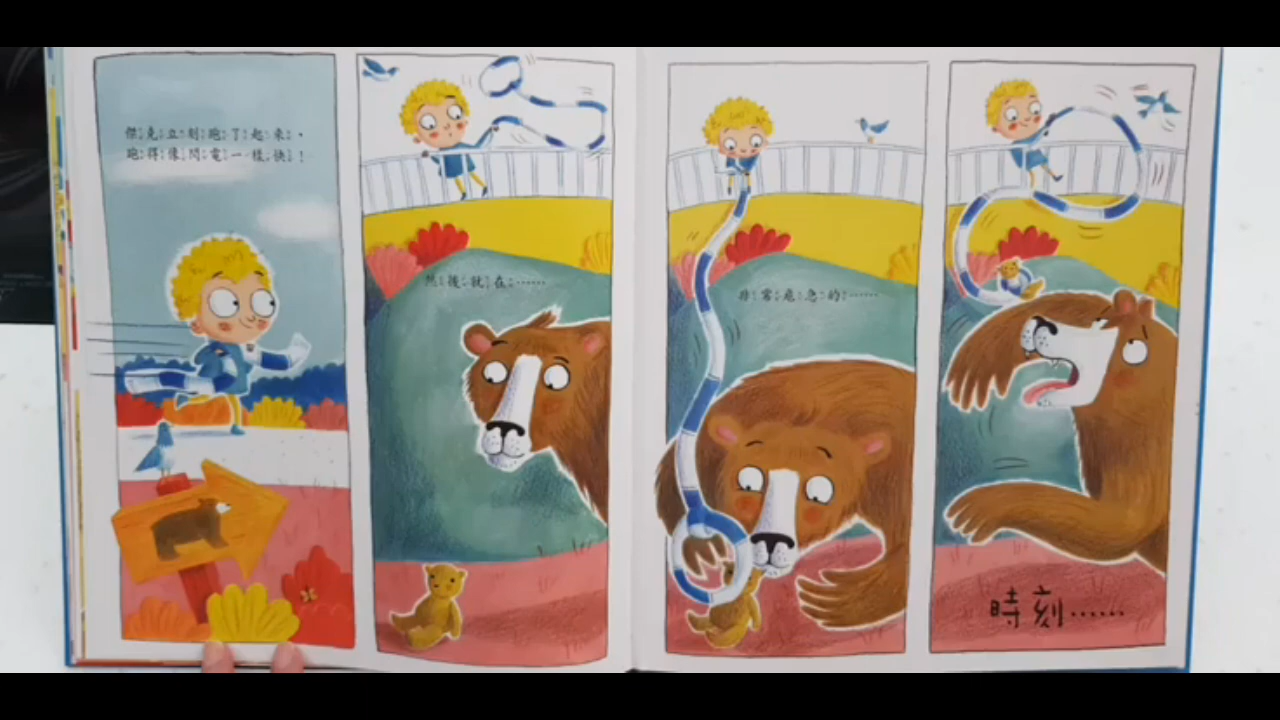 傑克立刻跑了起來，
跑得像閃電一樣快！
然後就在……
非常危急的……
時刻……